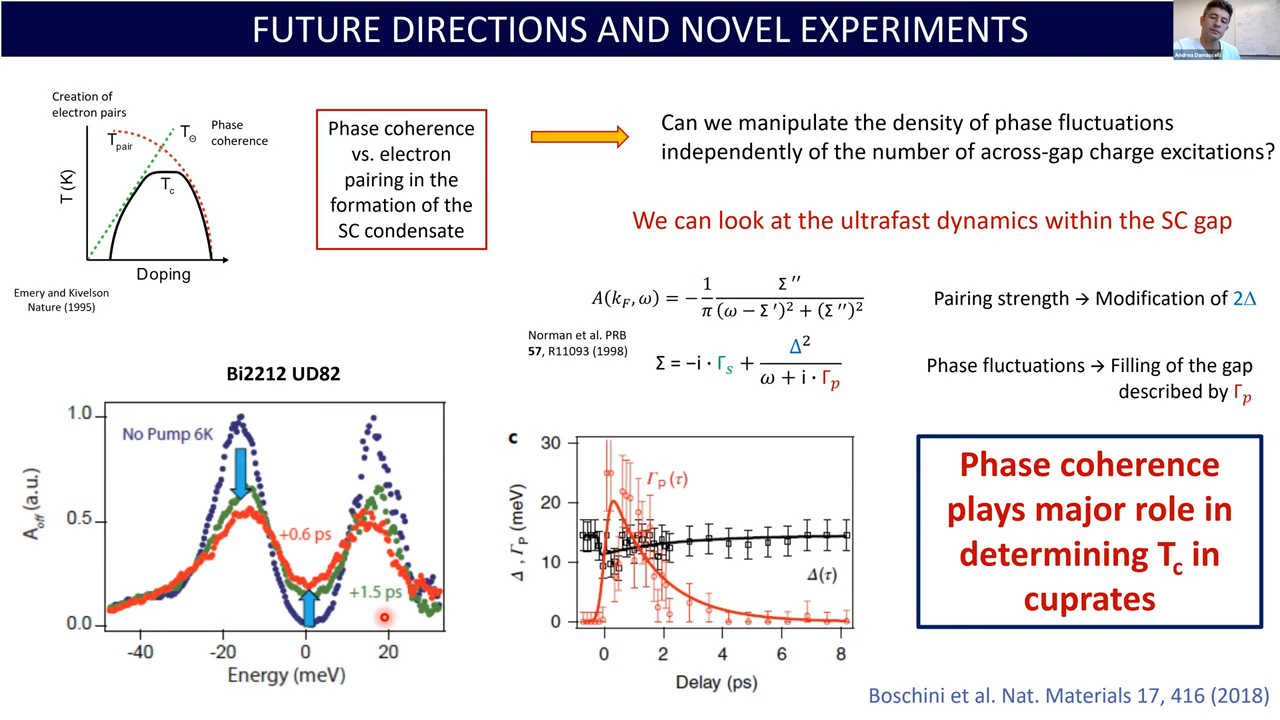 FUTURE DIRECTIONS AND NOVEL EXPERIMENTS
Andrea Damascelli
Creation of
electron pairs
T_pair
T_Θ
Phase
coherence
T_c
T (K)
Doping
Emery and Kivelson
Nature (1995)
Phase coherence
vs. electron
pairing in the
formation of the
SC condensate
Can we manipulate the density of phase fluctuations
independently of the number of across-gap charge excitations?
We can look at the ultrafast dynamics within the SC gap
A(k_F, ω) = − 1/π Σ′′ / ((ω − Σ′)² + (Σ′′)²)
Pairing strength → Modification of 2Δ
Norman et al. PRB
57, R11093 (1998)
Σ = −i · Γ_s + Δ² / (ω + i · Γ_p)
Phase fluctuations → Filling of the gap
described by Γ_p
Bi2212 UD82
1.0
0.5
0.0
A_off (a.u.)
No Pump 6K
+0.6 ps
+1.5 ps
-40 -20 0 20
Energy (meV)
c
30
20
10
0
Δ , Γ_P (meV)
Γ_P(τ)
Δ(τ)
0 2 4 6 8
Delay (ps)
Phase coherence
plays major role in
determining T_c in
cuprates
Boschini et al. Nat. Materials 17, 416 (2018)